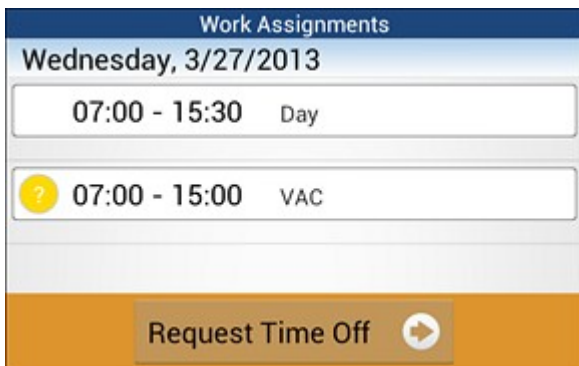 Work Assignments
Wednesday, 3/27/2013
07:00 - 15:30 Day
? 07:00 - 15:00 VAC
Request Time Off